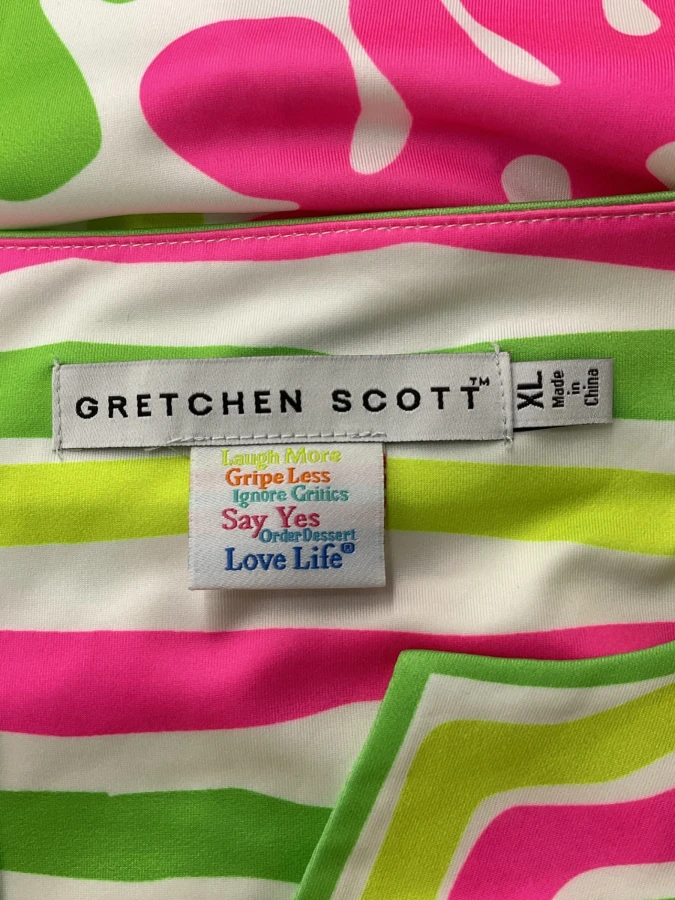 GRETCHEN SCOTT™
XL
Made
in
China
Laugh More
Gripe Less
Ignore Critics
Say Yes
Order Dessert
Love Life®